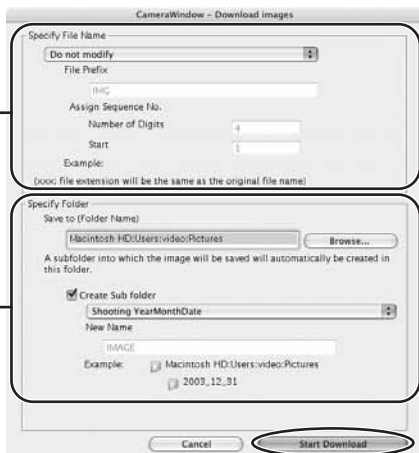 CameraWindow - Download images
Specify File Name
Do not modify
File Prefix
IMG
Assign Sequence No.
Number of Digits
4
Start
1
Example:
(xxx: file extension will be the same as the original file name)
Specify Folder
Save to (Folder Name)
Macintosh HD:Users:video:Pictures
Browse...
A subfolder into which the image will be saved will automatically be created in
this folder.
Create Sub folder
Shooting YearMonthDate
New Name
IMAGE
Example:
Macintosh HD:Users:video:Pictures
2003_12_31
Cancel
Start Download